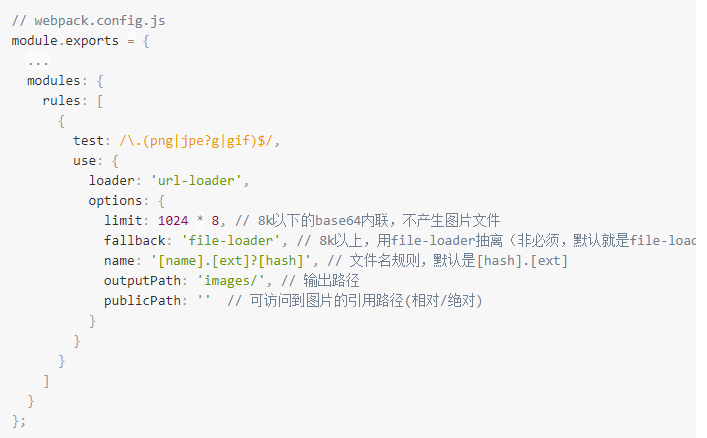 // webpack.config.js
module.exports = {
  ...
  modules: {
    rules: [
      {
        test: /\.(png|jpe?g|gif)$/,
        use: {
          loader: 'url-loader',
          options: {
            limit: 1024 * 8, // 8k以下的base64内联，不产生图片文件
            fallback: 'file-loader', // 8k以上，用file-loader抽离（非必须，默认就是file-load
            name: '[name].[ext]?[hash]', // 文件名规则，默认是[hash].[ext]
            outputPath: 'images/', // 输出路径
            publicPath: ''  // 可访问到图片的引用路径(相对/绝对)
          }
        }
      }
    ]
  }
};